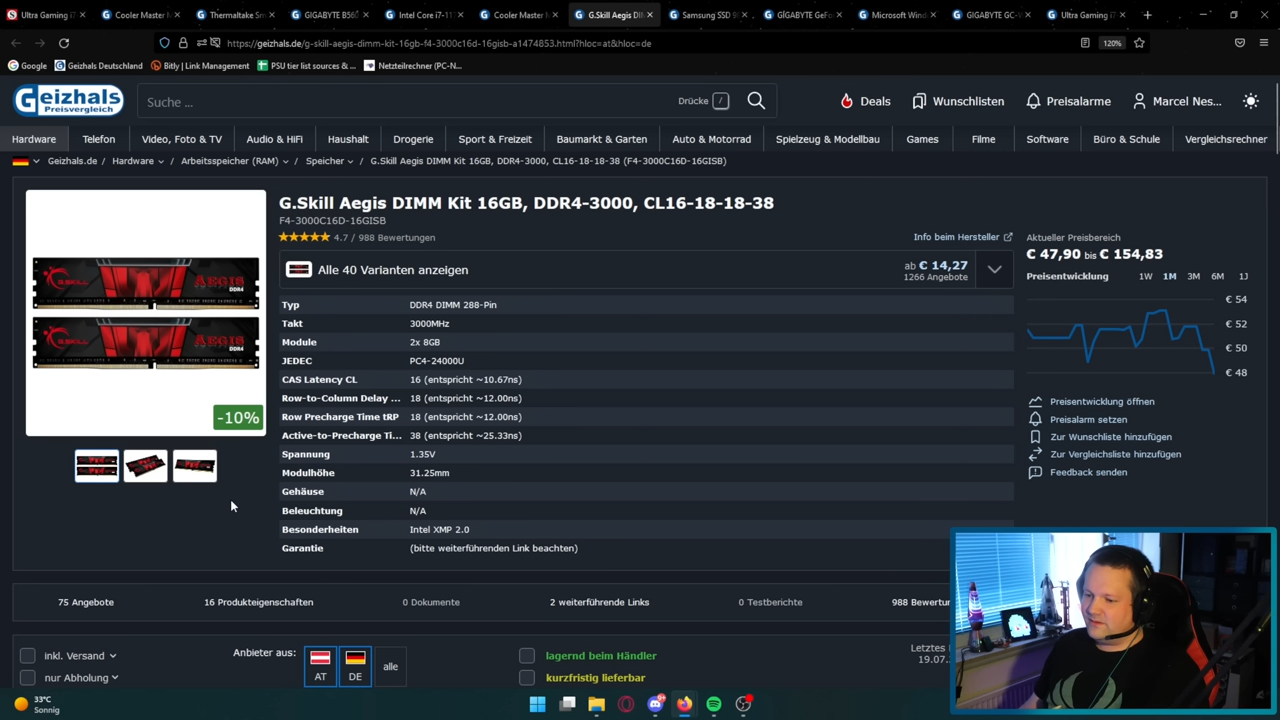 Ultra Gaming i7
Cooler Master M
Thermaltake Sm
GIGABYTE B560
Intel Core i7-11
Cooler Master M
G.Skill Aegis DI
Samsung SSD 98
GIGABYTE GeFor
Microsoft Wind
GIGABYTE GC-W
Ultra Gaming i7
https://geizhals.de/g-skill-aegis-dimm-kit-16gb-f4-3000c16d-16gisb-a1474853.html?hloc=at&hloc=de
120%
Google
Geizhals Deutschland
Bitly | Link Management
PSU tier list sources & ...
Netzteilrechner (PC-N...
Geizhals
Preisvergleich
Suche ...
Drücke /
Deals
Wunschlisten
Preisalarme
Marcel Nes...
Hardware
Telefon
Video, Foto & TV
Audio & HiFi
Haushalt
Drogerie
Sport & Freizeit
Baumarkt & Garten
Auto & Motorrad
Spielzeug & Modellbau
Games
Filme
Software
Büro & Schule
Vergleichsrechner
Geizhals.de / Hardware / Arbeitsspeicher (RAM) / Speicher / G.Skill Aegis DIMM Kit 16GB, DDR4-3000, CL16-18-18-38 (F4-3000C16D-16GISB)
G.Skill Aegis DIMM Kit 16GB, DDR4-3000, CL16-18-18-38
F4-3000C16D-16GISB
4.7 / 988 Bewertungen
Info beim Hersteller
Alle 40 Varianten anzeigen
ab € 14,27
1266 Angebote
Typ DDR4 DIMM 288-Pin
Takt 3000MHz
Module 2x 8GB
JEDEC PC4-24000U
CAS Latency CL 16 (entspricht ~10.67ns)
Row-to-Column Delay ... 18 (entspricht ~12.00ns)
Row Precharge Time tRP 18 (entspricht ~12.00ns)
Active-to-Precharge Ti... 38 (entspricht ~25.33ns)
Spannung 1.35V
Modulhöhe 31.25mm
Gehäuse N/A
Beleuchtung N/A
Besonderheiten Intel XMP 2.0
Garantie (bitte weiterführenden Link beachten)
G.SKILL
AEGIS
DDR4
G.SKILL
AEGIS
DDR4
-10%
Aktueller Preisbereich
€ 47,90 bis € 154,83
Preisentwicklung 1W 1M 3M 6M 1J
€ 54
€ 52
€ 50
€ 48
Preisentwicklung öffnen
Preisalarm setzen
Zur Wunschliste hinzufügen
Zur Vergleichsliste hinzufügen
Feedback senden
75 Angebote
16 Produkteigenschaften
0 Dokumente
2 weiterführende Links
0 Testberichte
988 Bewertun
inkl. Versand
nur Abholung
Anbieter aus:
AT
DE
alle
lagernd beim Händler
kurzfristig lieferbar
Letztes
19.07.
33°C
Sonnig